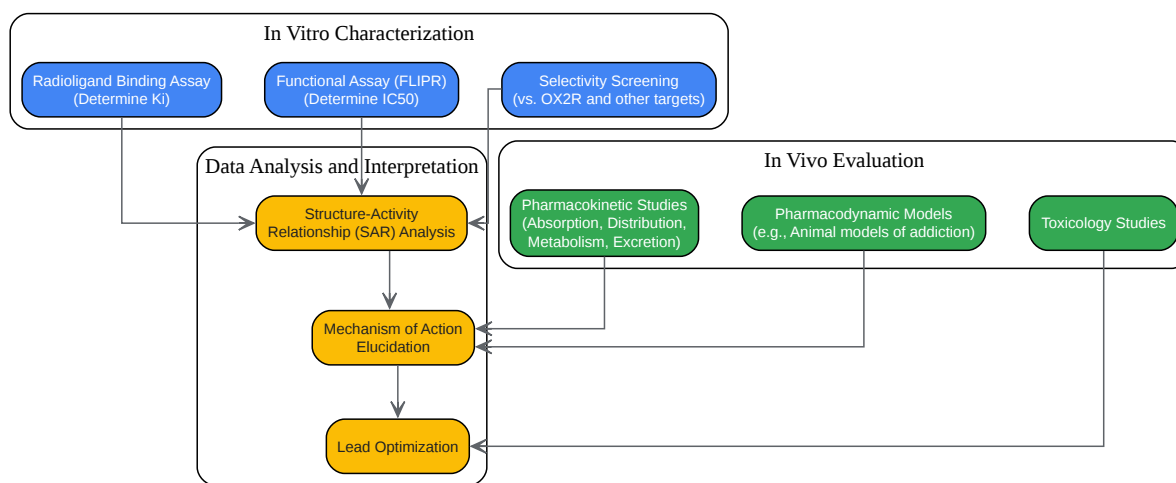 In Vitro Characterization
Radioligand Binding Assay
(Determine Ki)
Functional Assay (FLIPR)
(Determine IC50)
Selectivity Screening
(vs. OX2R and other targets)
Data Analysis and Interpretation
Structure-Activity
Relationship (SAR) Analysis
Mechanism of Action
Elucidation
Lead Optimization
In Vivo Evaluation
Pharmacokinetic Studies
(Absorption, Distribution,
Metabolism, Excretion)
Pharmacodynamic Models
(e.g., Animal models of addiction)
Toxicology Studies